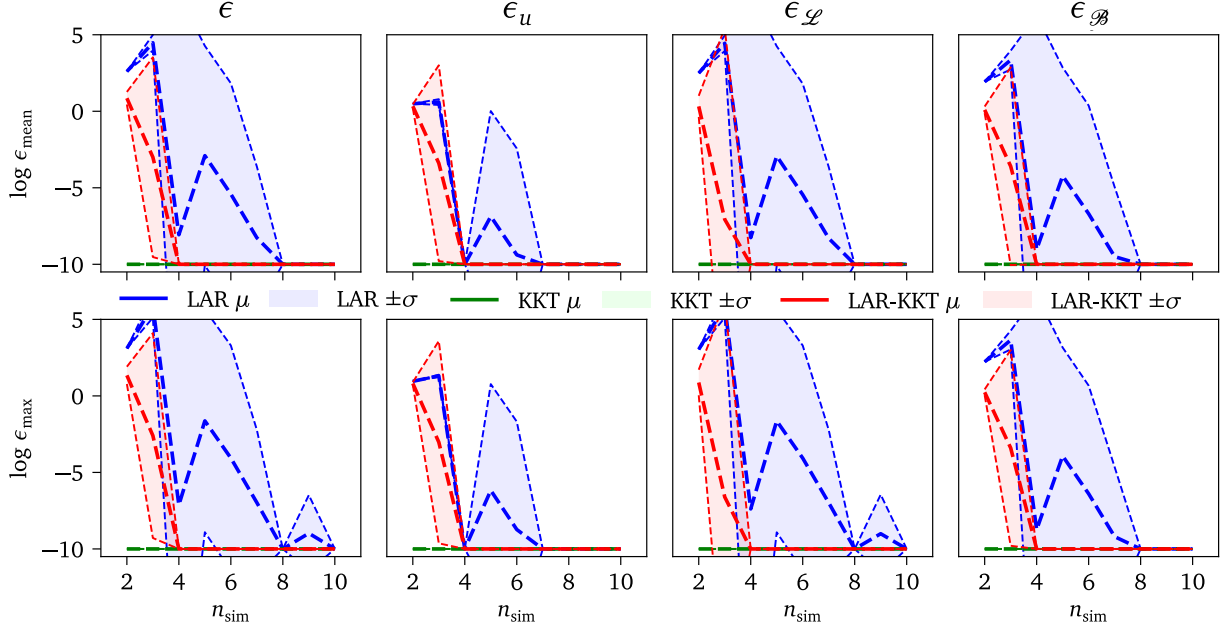 ϵ ϵ_u ϵ_ℒ ϵ_ℬ
5
0
−5
−10
log ϵ_mean
LAR μ LAR ±σ KKT μ KKT ±σ LAR-KKT μ LAR-KKT ±σ
5
0
−5
−10
log ϵ_max
2 4 6 8 10 2 4 6 8 10 2 4 6 8 10 2 4 6 8 10
n_sim n_sim n_sim n_sim